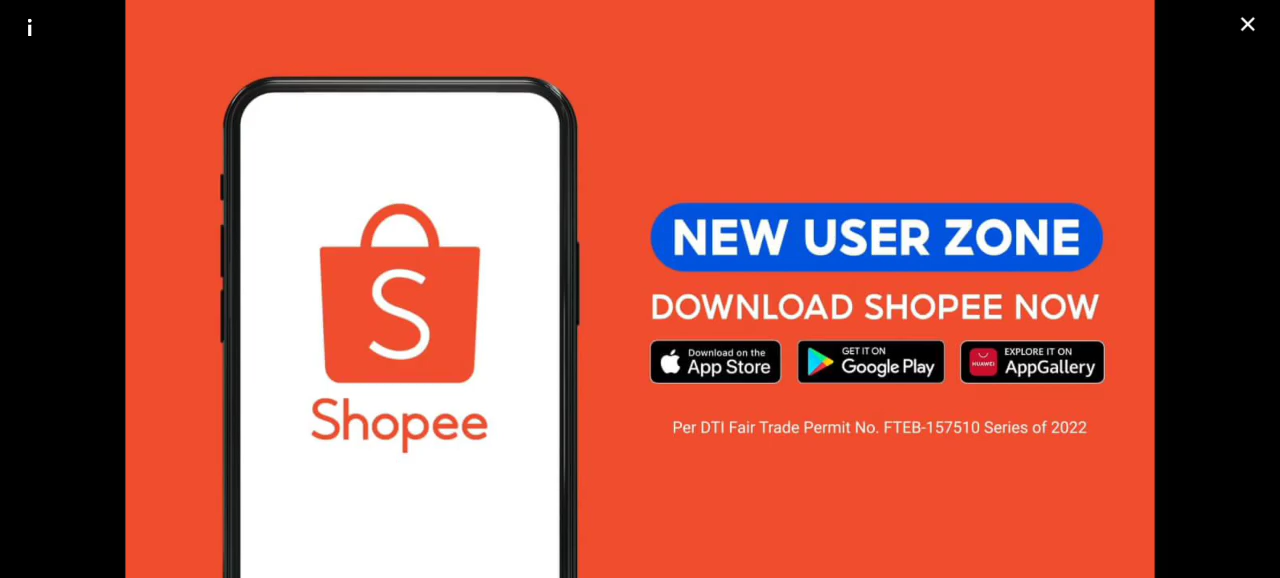 S
Shopee
NEW USER ZONE
DOWNLOAD SHOPEE NOW
Download on the
App Store
GET IT ON
Google Play
HUAWEI
EXPLORE IT ON
AppGallery
Per DTI Fair Trade Permit No. FTEB-157510 Series of 2022